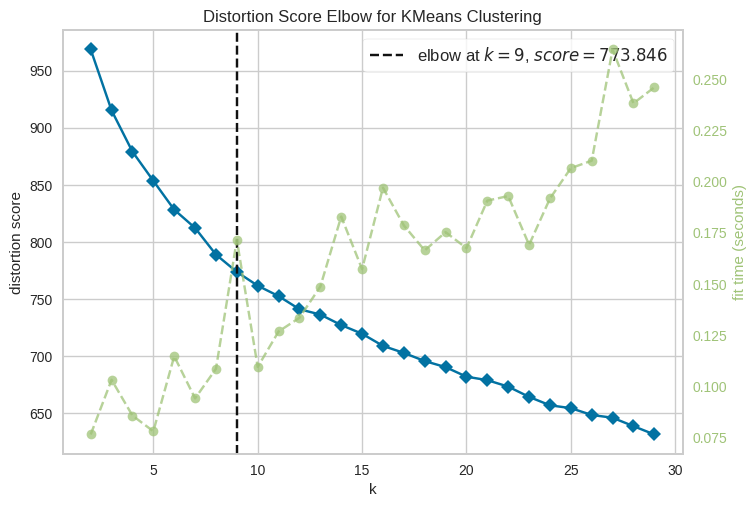 Distortion Score Elbow for KMeans Clustering
elbow at k = 9, score = 773.846
distortion score
950
900
850
800
750
700
650
0.250
0.225
0.200
0.175
0.150
0.125
0.100
0.075
fit time (seconds)
5 10 15 20 25 30
k